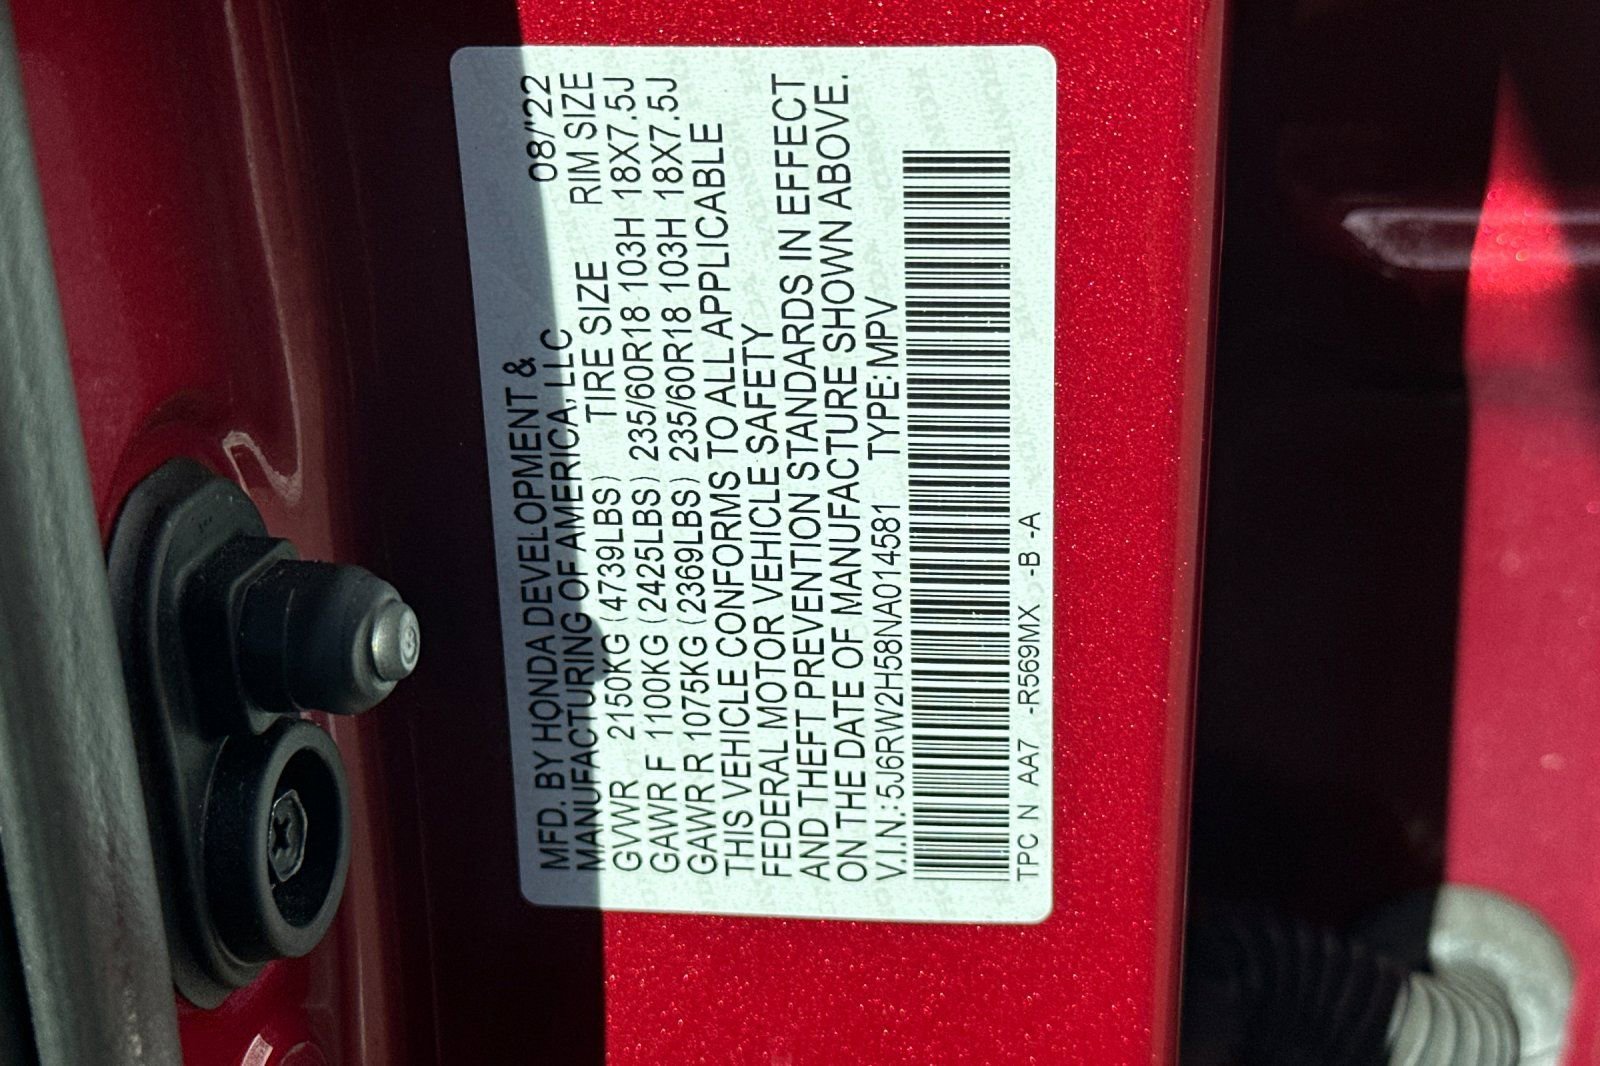 MFD. BY HONDA DEVELOPMENT & 08/'22
MANUFACTURING OF AMERICA, LLC
TIRE SIZE RIM SIZE
GVWR 2150KG (4739LBS)
GAWR F 1100KG (2425LBS) 235/60R18 103H 18X7.5J
GAWR R 1075KG (2369LBS) 235/60R18 103H 18X7.5J
THIS VEHICLE CONFORMS TO ALL APPLICABLE
FEDERAL MOTOR VEHICLE SAFETY
AND THEFT PREVENTION STANDARDS IN EFFECT
ON THE DATE OF MANUFACTURE SHOWN ABOVE.
V.I.N.: 5J6RW2H58NA014581 TYPE: MPV
TPC N AA7 -R569MX -B -A